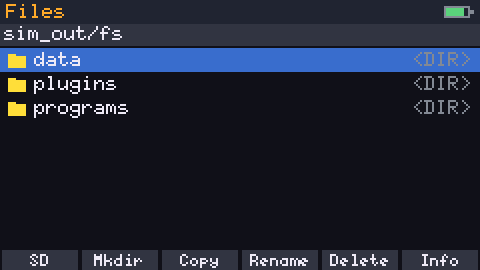 Files
sim_out/fs
data <DIR>
plugins <DIR>
programs <DIR>
SD Mkdir Copy Rename Delete Info